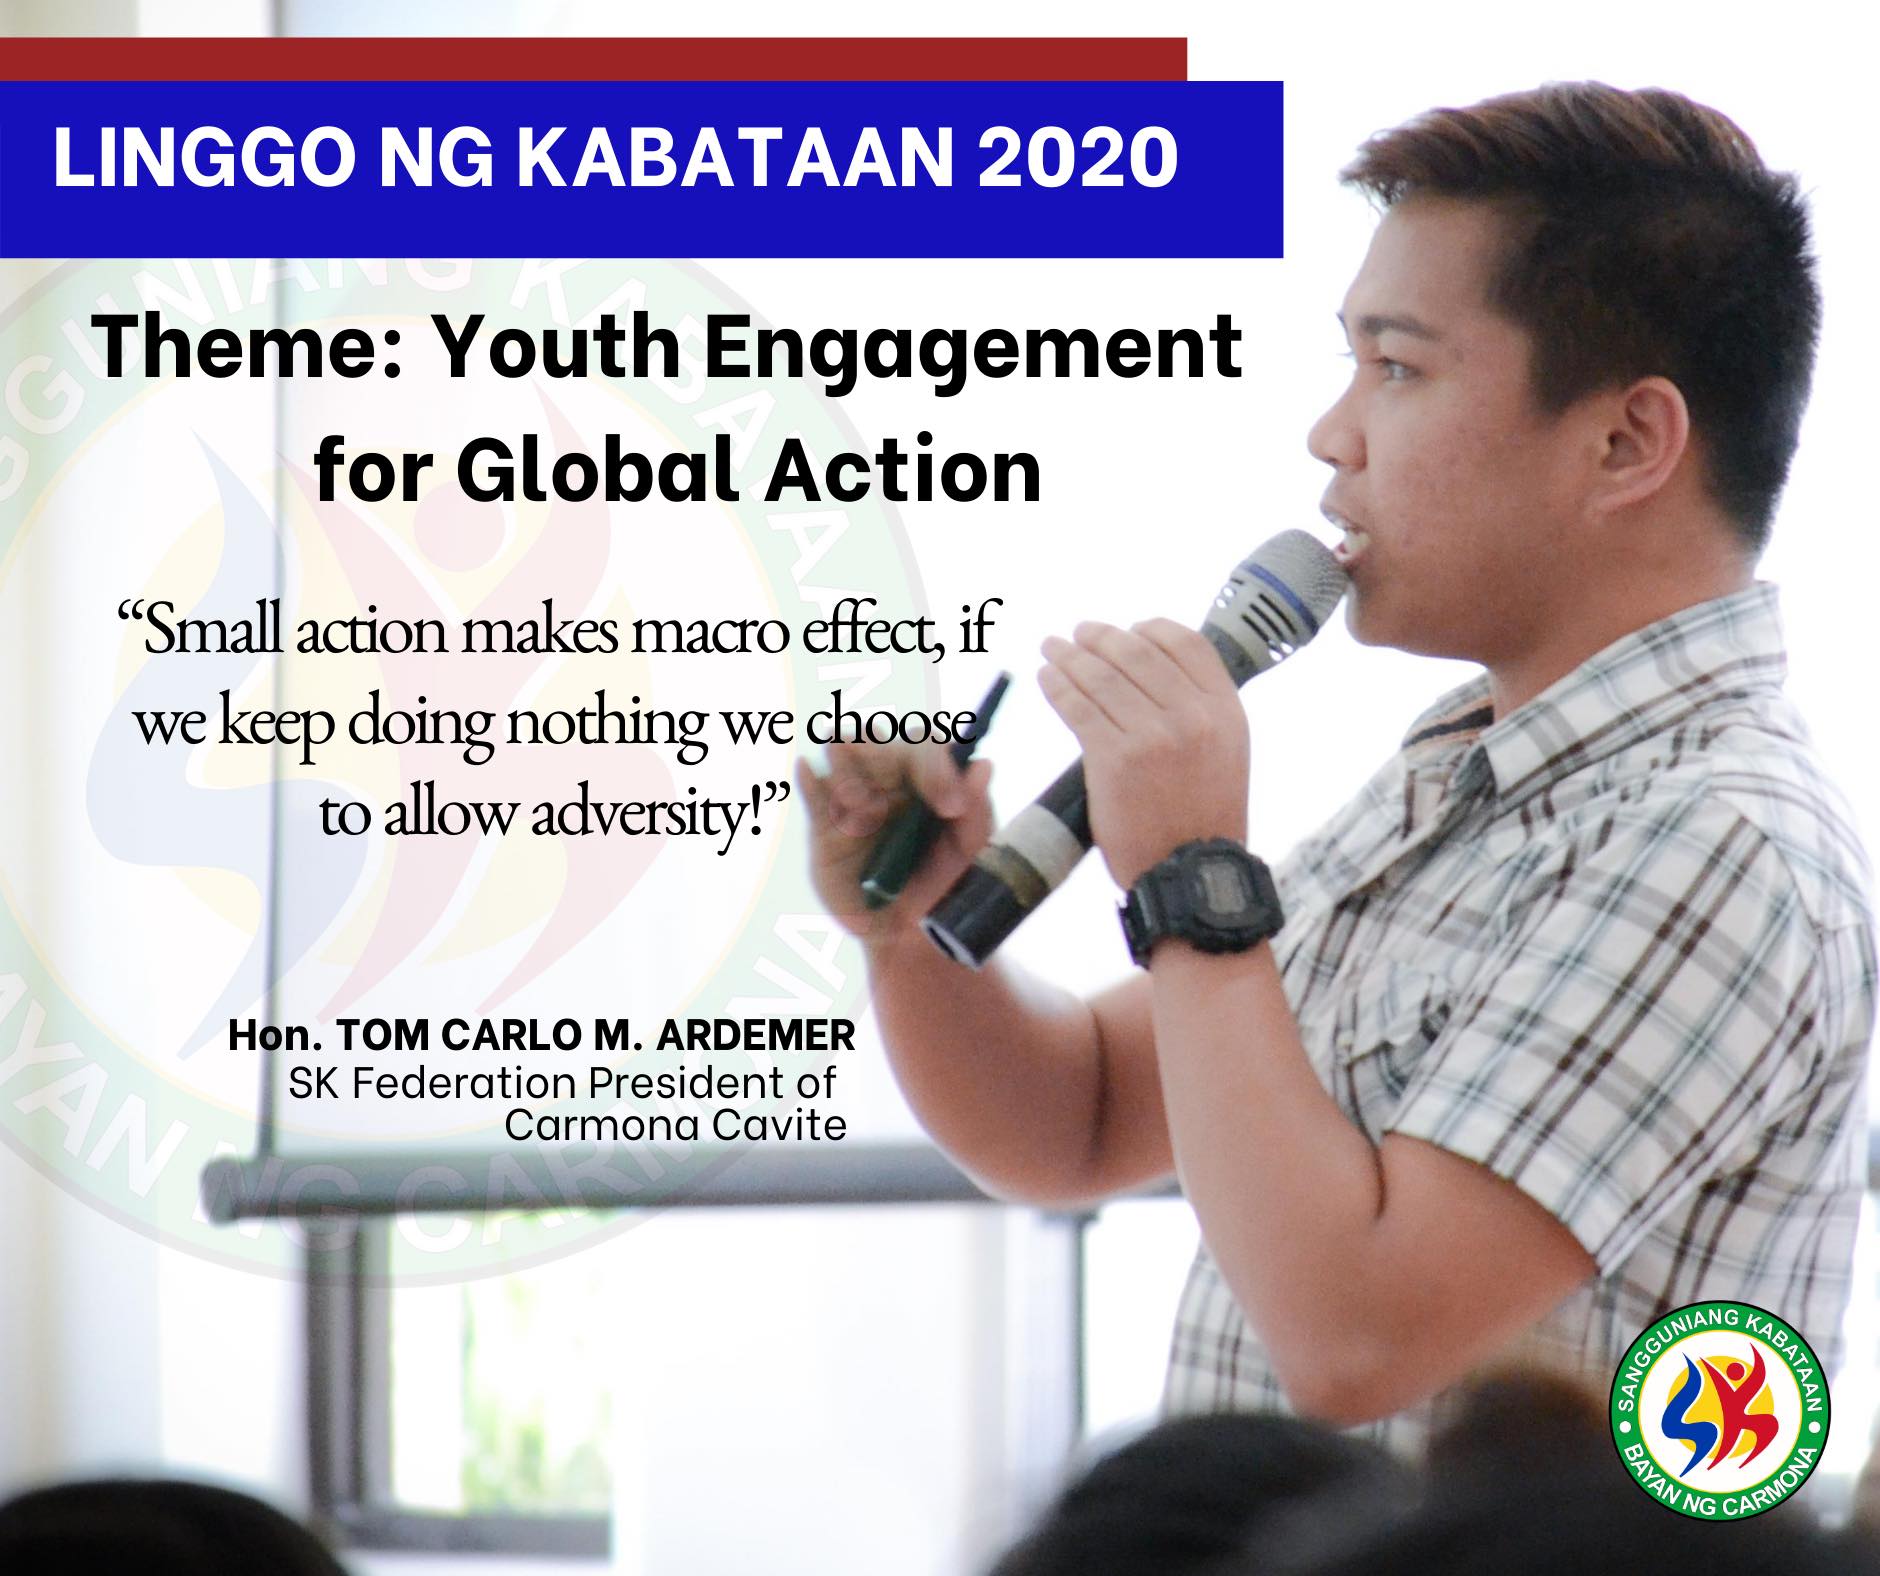 LINGGO NG KABATAAN 2020
Theme: Youth Engagement
for Global Action
“Small action makes macro effect, if
we keep doing nothing we choose
to allow adversity!”
Hon. TOM CARLO M. ARDEMER
SK Federation President of
Carmona Cavite
SANGGUNIANG KABATAAN
BAYAN NG CARMONA